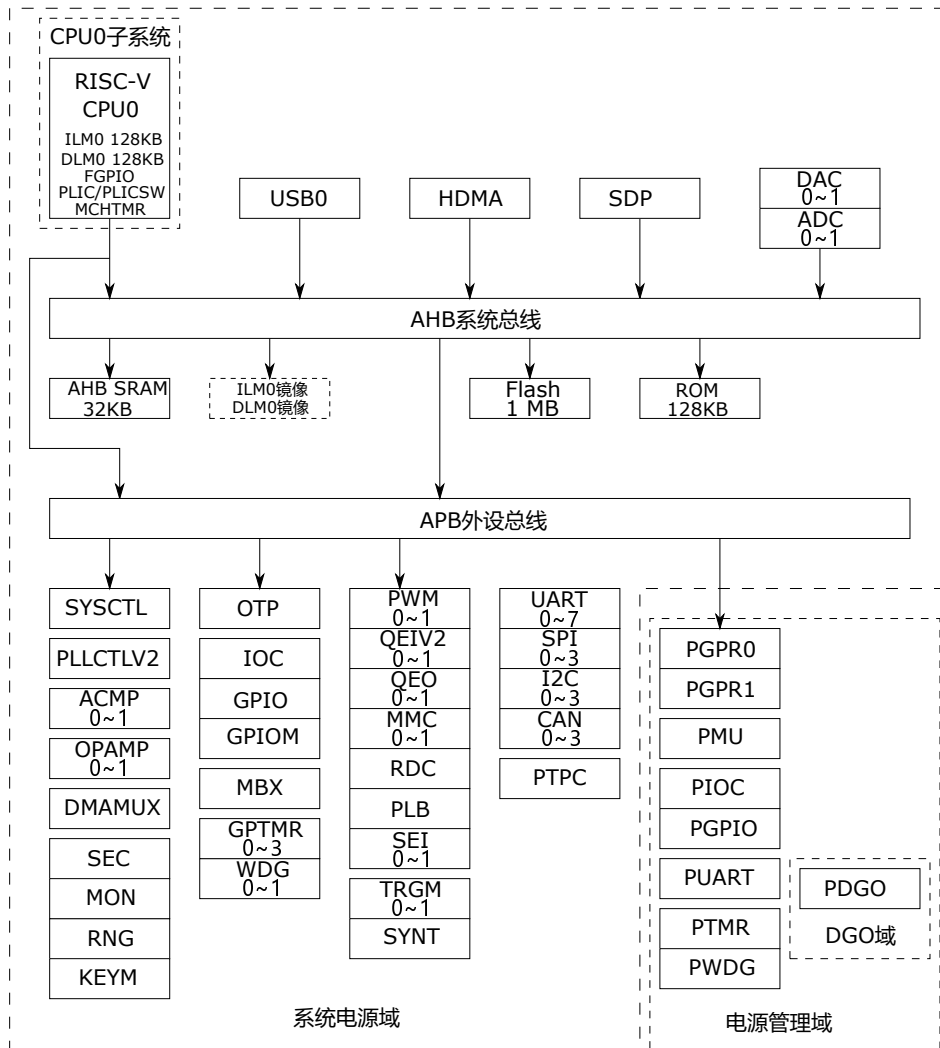 CPU0子系统
RISC-V
CPU0
ILM0 128KB
DLM0 128KB
FGPIO
PLIC/PLICSW
MCHTMR
USB0
HDMA
SDP
DAC
0~1
ADC
0~1
AHB系统总线
AHB SRAM
32KB
ILM0镜像
DLM0镜像
Flash
1 MB
ROM
128KB
APB外设总线
SYSCTL
PLLCTLV2
ACMP
0~1
OPAMP
0~1
DMAMUX
SEC
MON
RNG
KEYM
OTP
IOC
GPIO
GPIOM
MBX
GPTMR
0~3
WDG
0~1
PWM
0~1
QEIV2
0~1
QEO
0~1
MMC
0~1
RDC
PLB
SEI
0~1
TRGM
0~1
SYNT
UART
0~7
SPI
0~3
I2C
0~3
CAN
0~3
PTPC
PGPR0
PGPR1
PMU
PIOC
PGPIO
PUART
PTMR
PWDG
PDGO
DGO域
系统电源域
电源管理域